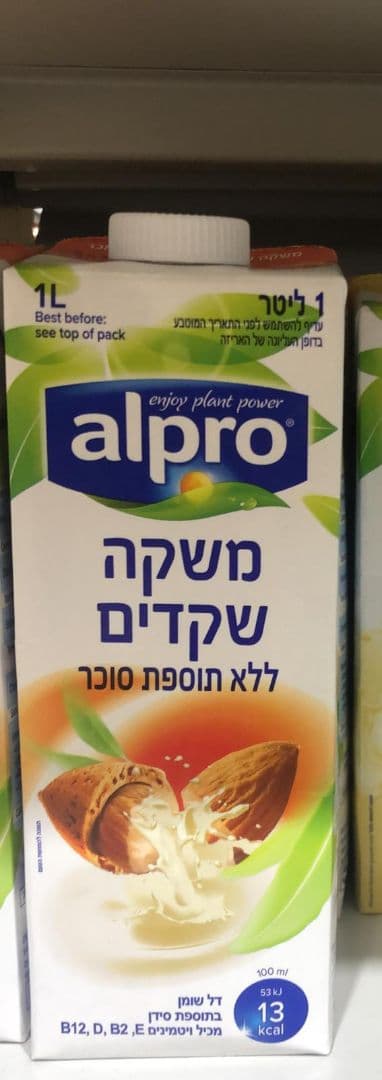 1L
Best before:
see top of pack
1 ליטר
עדיף להשתמש לפני התאריך המוטבע
בדופן העליונה של האריזה
enjoy plant power
alpro®
משקה
שקדים
ללא תוספת סוכר
100 ml
53 kJ
13
kcal
דל שומן
בתוספת סידן
מכיל ויטמינים B12, D, B2 ,E